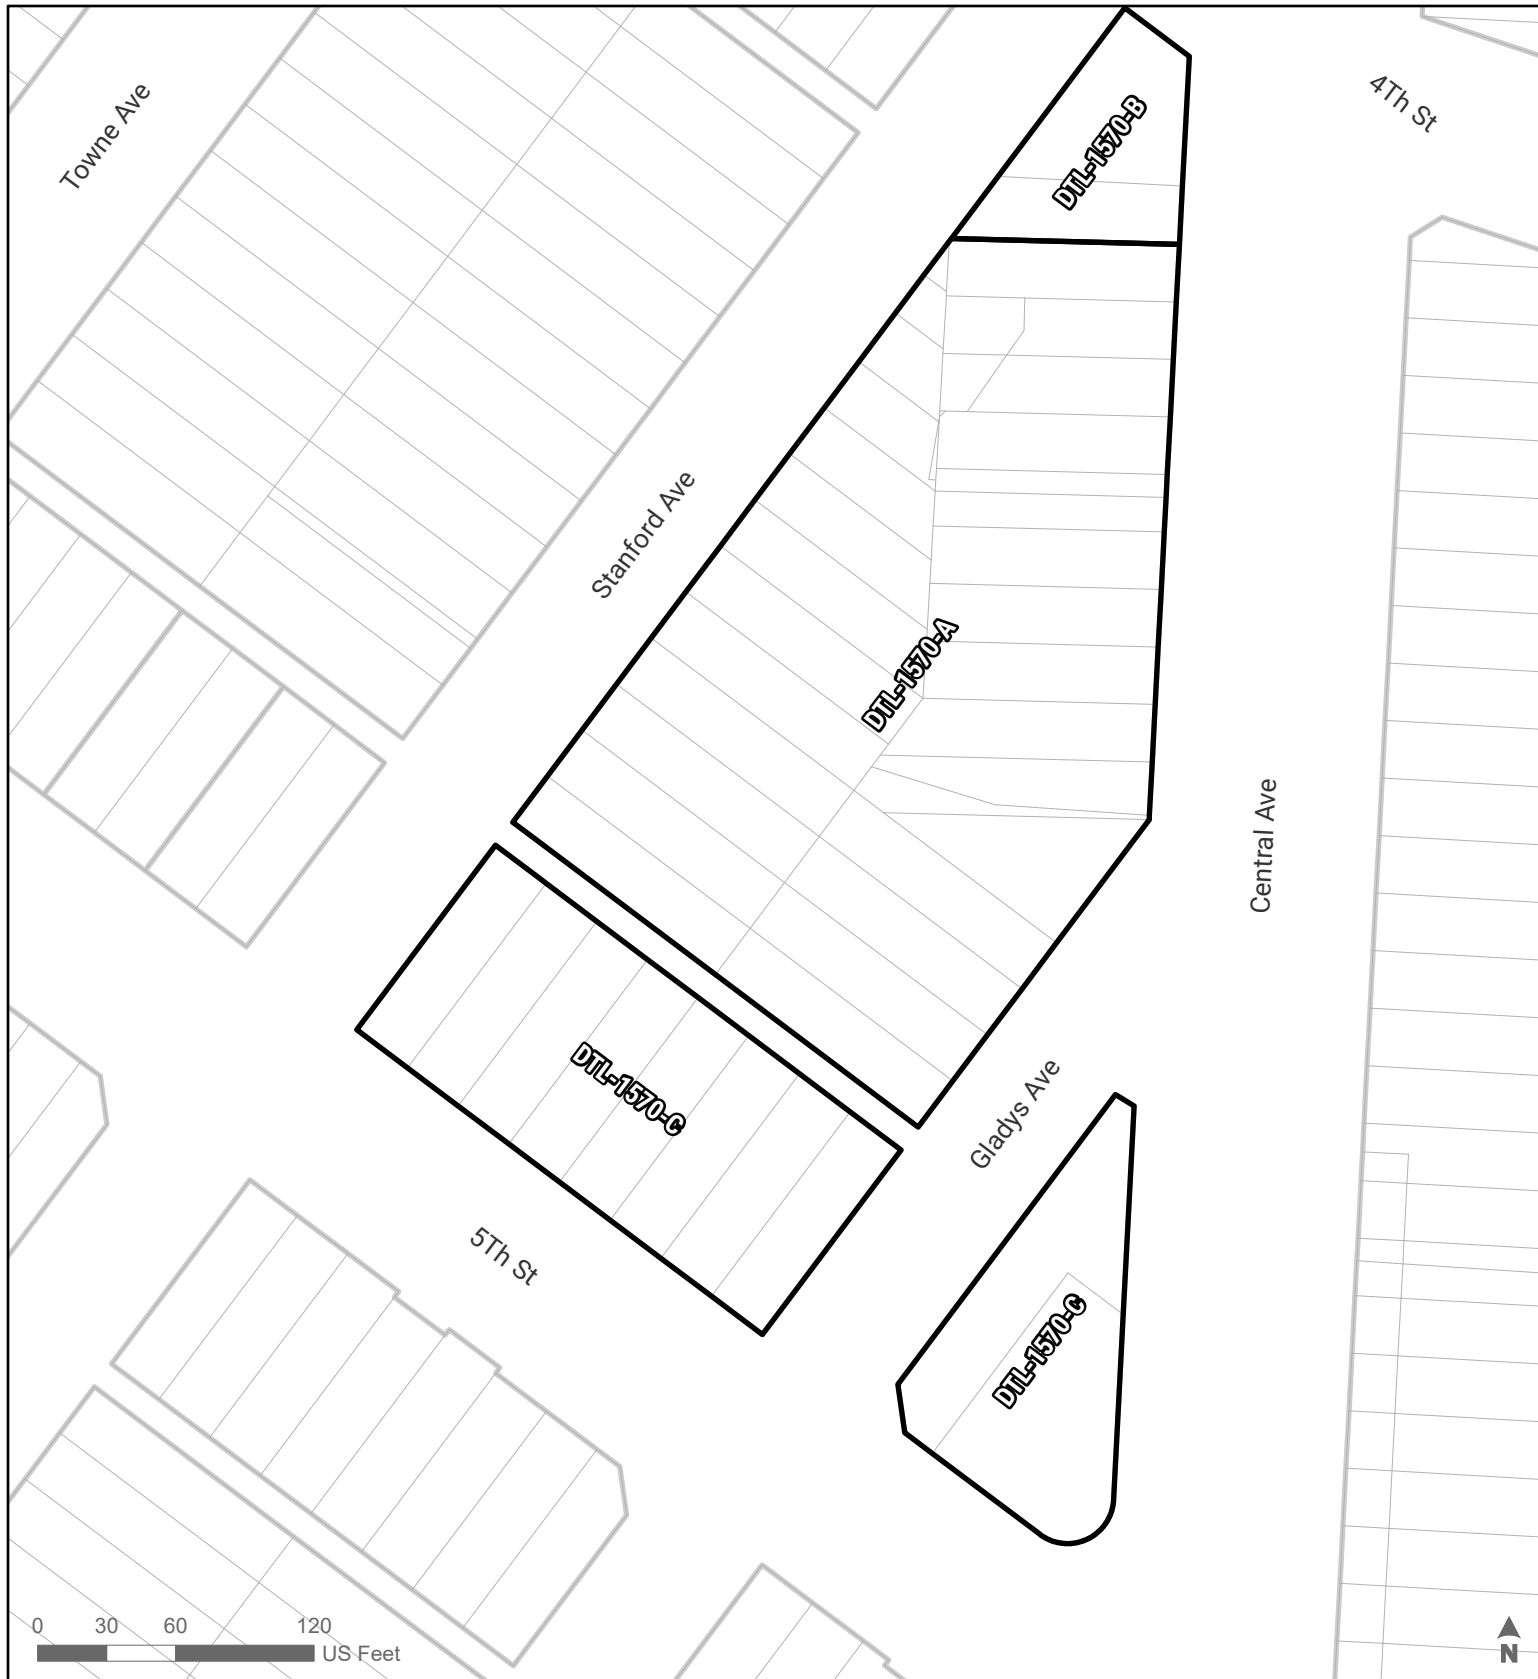 Towne Ave
4Th St
DTL-1570-B
Stanford Ave
DTL-1570-A
Central Ave
DTL-1570-C
Gladys Ave
5Th St
DTL-1570-C
0 30 60 120
US Feet
N